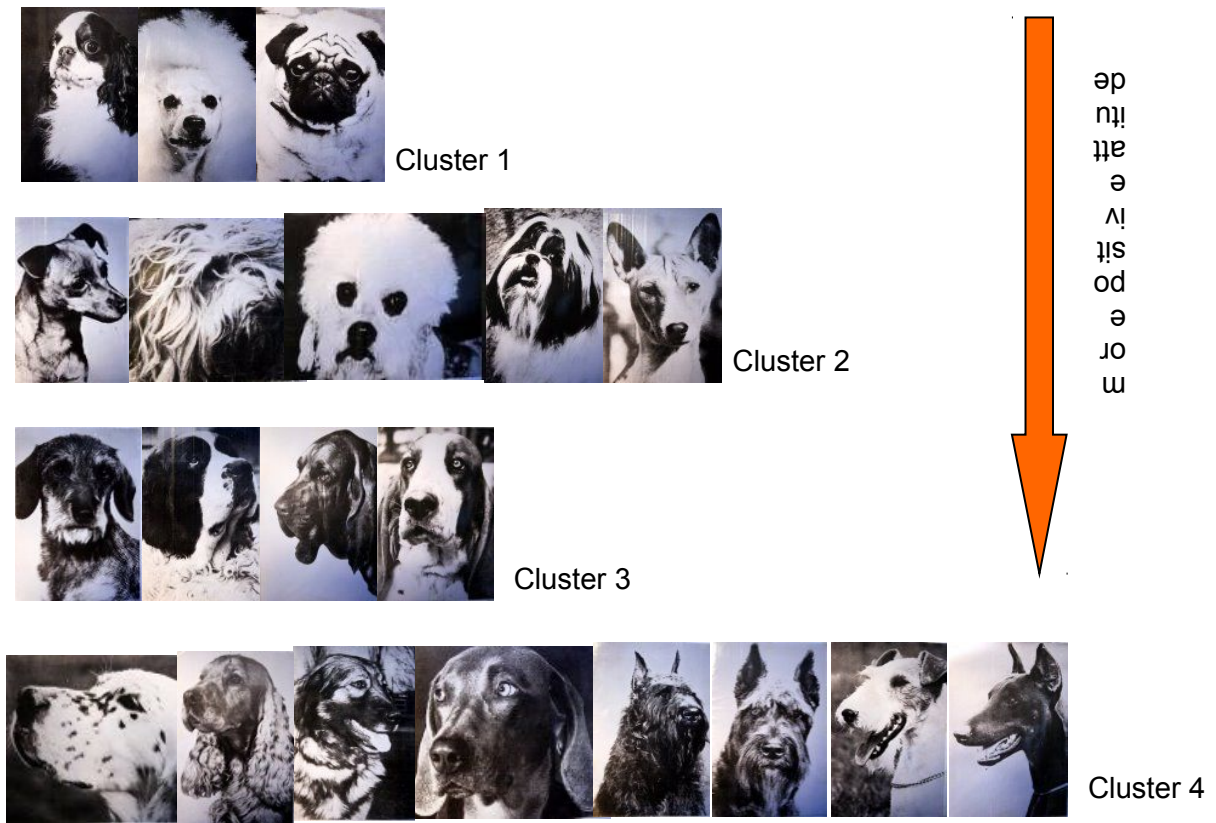 Cluster 1
Cluster 2
Cluster 3
Cluster 4
m
or
e
po
sit
iv
e
att
itu
de